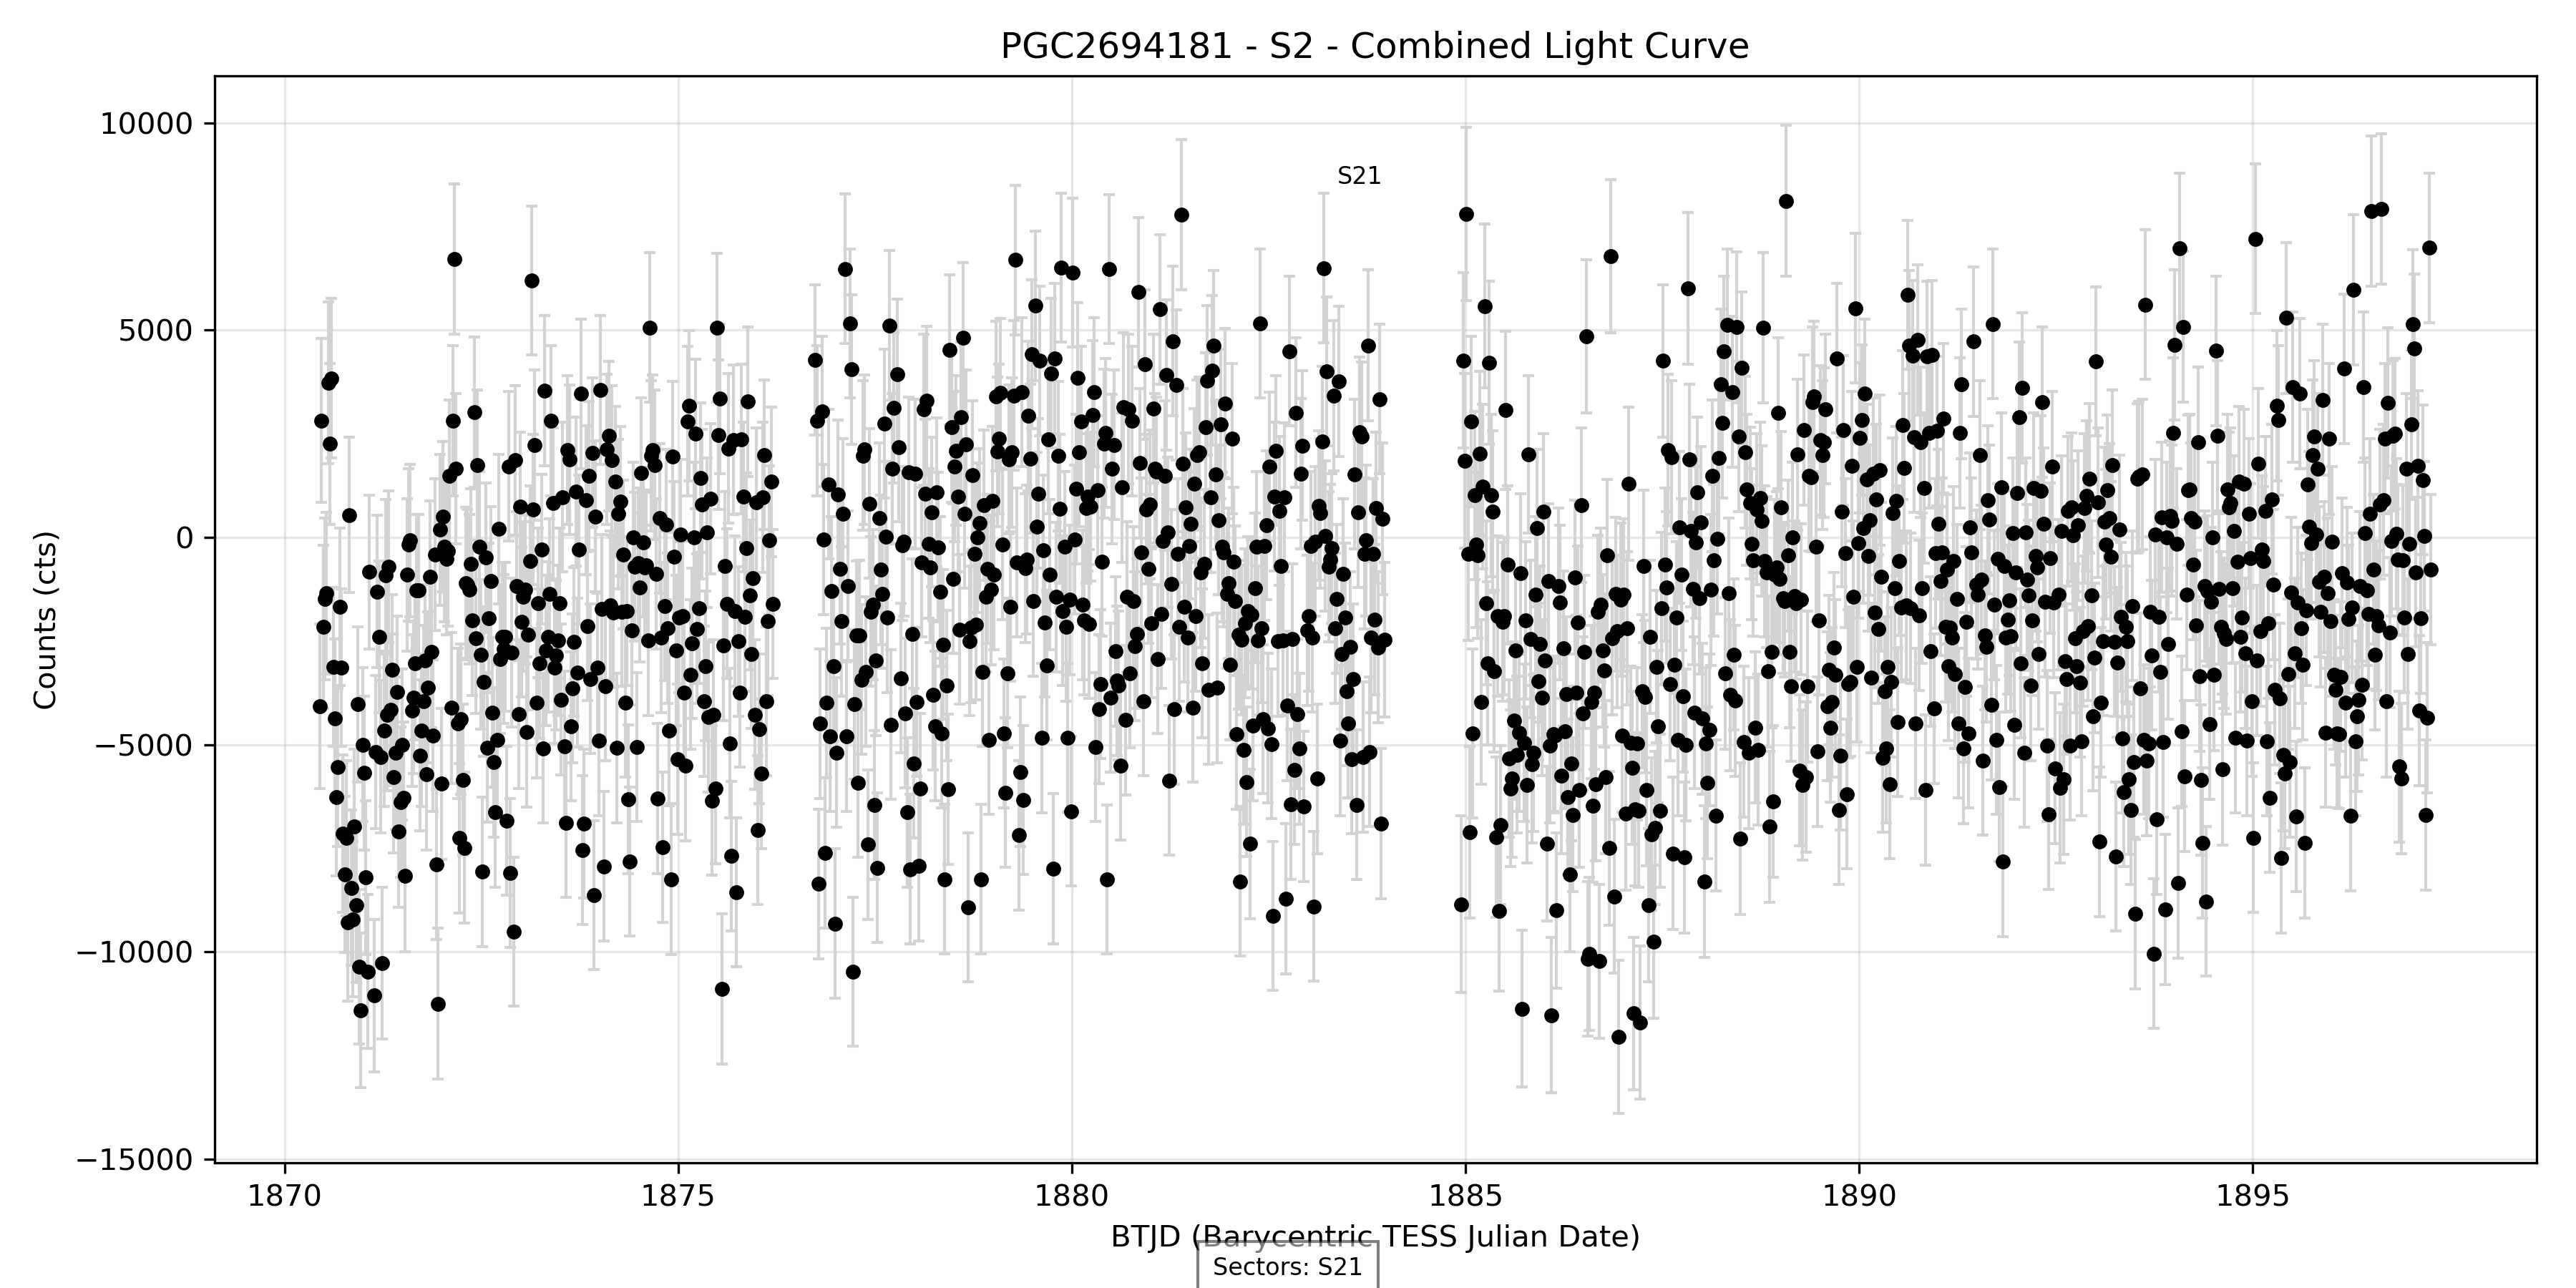 PGC2694181 - S2 - Combined Light Curve
10000
5000
0
−5000
−10000
−15000
Counts (cts)
S21
1870 1875 1880 1885 1890 1895
BTJD (Barycentric TESS Julian Date)
Sectors: S21